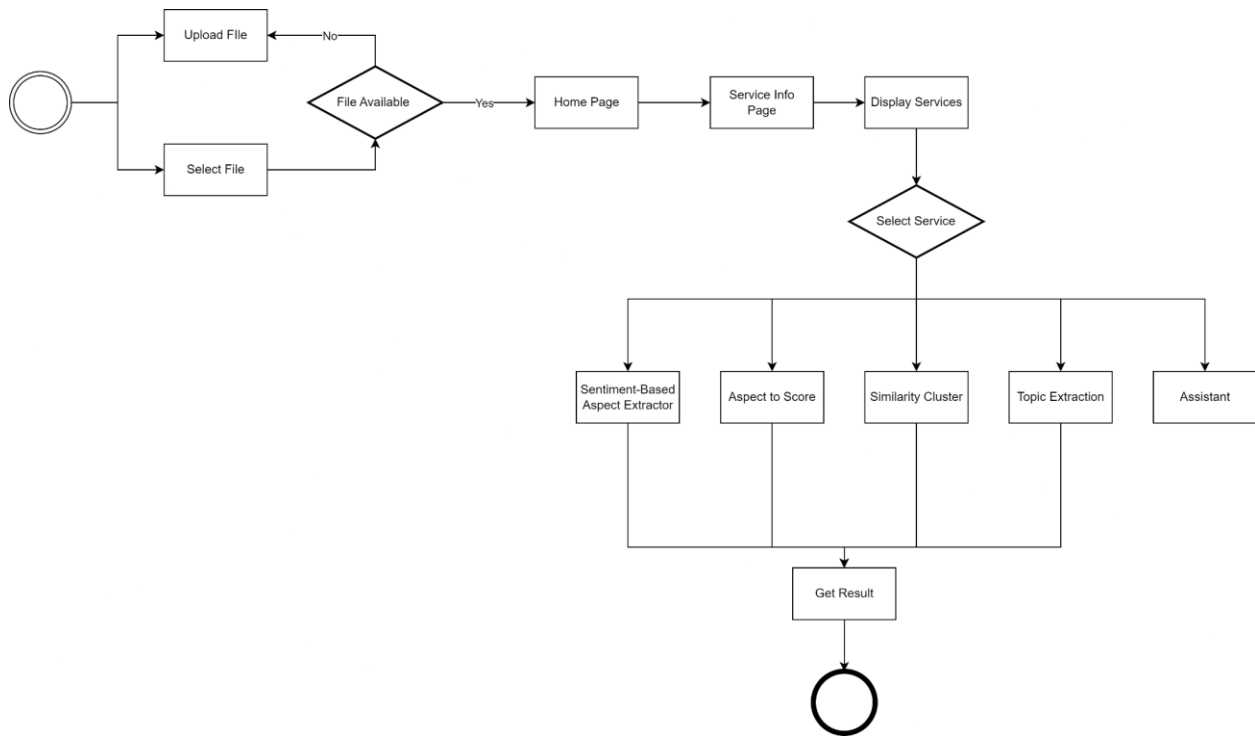 Upload FIle
No
File Available
Yes
Home Page
Service Info
Page
Display Services
Select File
Select Service
Sentiment-Based
Aspect Extractor
Aspect to Score
Similarity Cluster
Topic Extraction
Assistant
Get Result